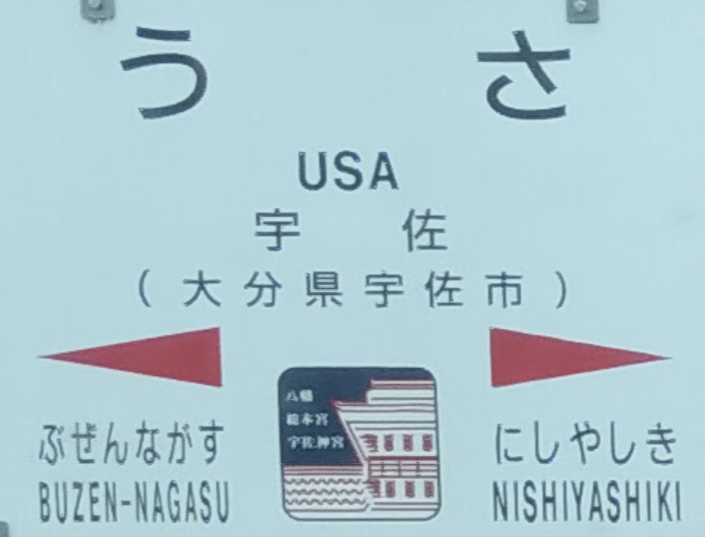 うさ
USA
宇佐
(大分県宇佐市)
ぶぜんながす
BUZEN-NAGASU
八幡
総本宮
宇佐神宮
にしやしき
NISHIYASHIKI